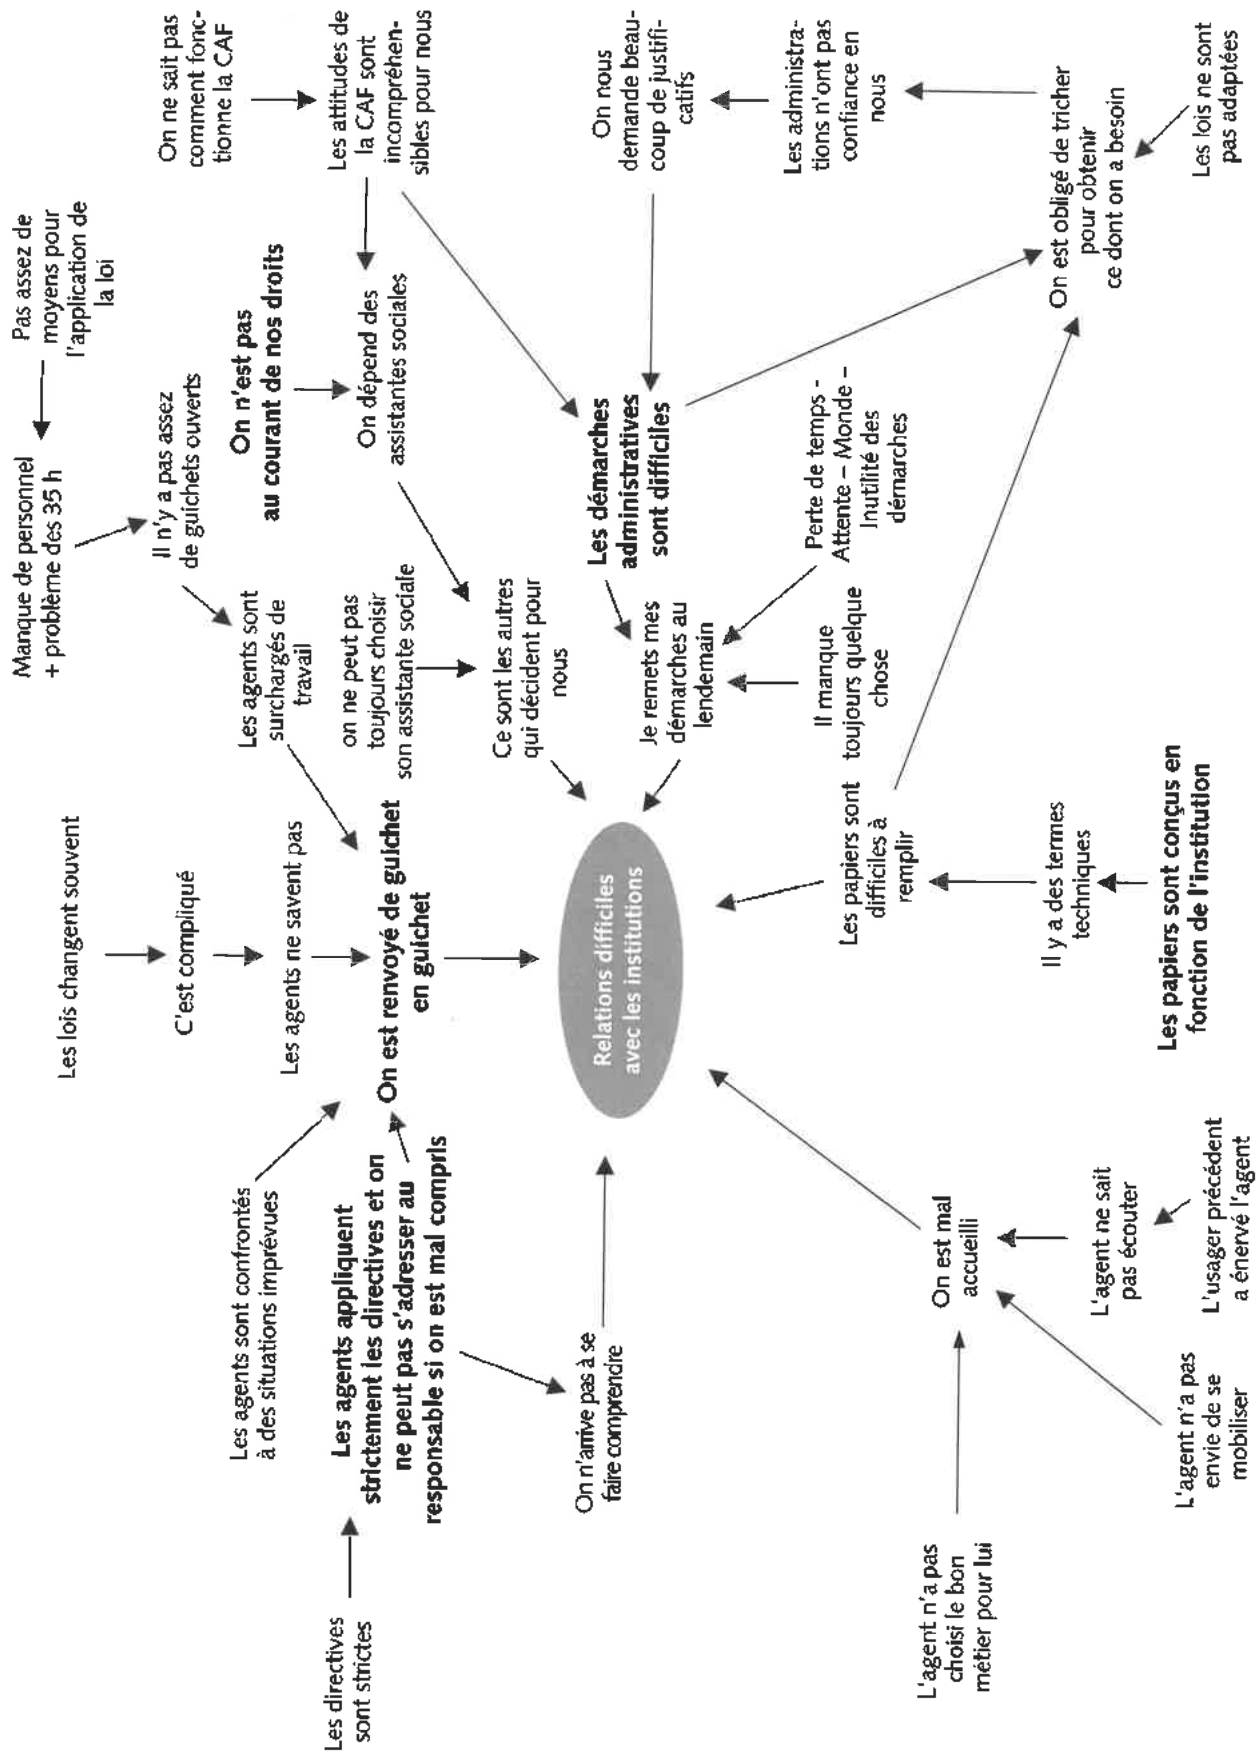 Les lois changent souvent
Manque de personnel
+ problème des 35 h
Pas assez de
moyens pour
l'application de
la loi
C'est compliqué
Il n'y a pas assez
de guichets ouverts
On ne sait pas
comment fonc-
tionne la CAF
Les agents sont confrontés
à des situations imprévues
Les agents ne savent pas
Les agents sont
surchargés de
travail
On n'est pas
au courant de nos droits
Les directives
sont strictes
Les agents appliquent
strictement les directives et on
ne peut pas s'adresser au
responsable si on est mal compris
On est renvoyé de guichet
en guichet
on ne peut pas
toujours choisir
son assistante sociale
On dépend des
assistantes sociales
Les attitudes de
la CAF sont
incompréhen-
sibles pour nous
Ce sont les autres
qui décident pour
nous
On n'arrive pas à se
faire comprendre
Relations difficiles
avec les institutions
Je remets mes
démarches au
lendemain
Les démarches
administratives
sont difficiles
On nous
demande beau-
coup de justifi-
catifs
Il manque
toujours quelque
chose
Perte de temps -
Attente – Monde –
Inutilité des
démarches
Les administra-
tions n'ont pas
confiance en
nous
Les papiers sont
difficiles à
remplir
L'agent n'a pas
choisi le bon
métier pour lui
On est mal
accueilli
Il y a des termes
techniques
On est obligé de tricher
pour obtenir
ce dont on a besoin
L'agent ne sait
pas écouter
Les papiers sont conçus en
fonction de l'institution
L'agent n'a pas
envie de se
mobiliser
L'usager précédent
a énervé l'agent
Les lois ne sont
pas adaptées